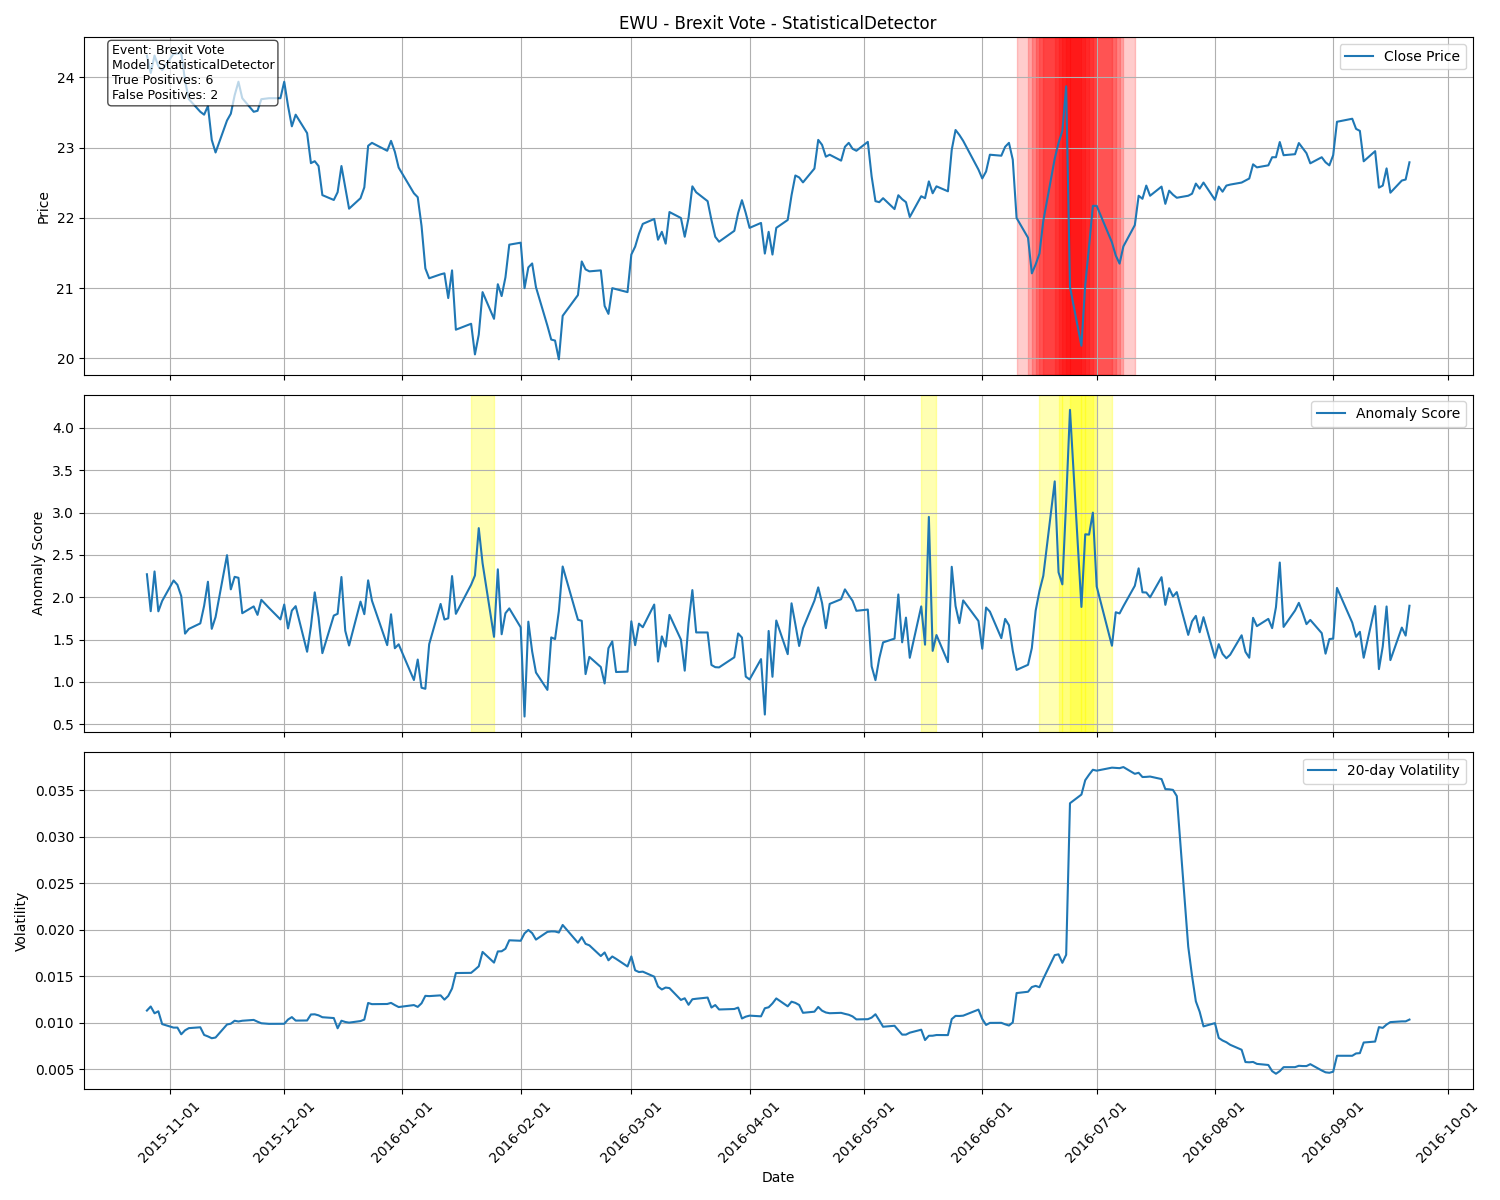 EWU - Brexit Vote - StatisticalDetector
Event: Brexit Vote
Model: StatisticalDetector
True Positives: 6
False Positives: 2
Close Price
24
23
22
21
20
Price
Anomaly Score
4.0
3.5
3.0
2.5
2.0
1.5
1.0
0.5
Anomaly Score
20-day Volatility
0.035
0.030
0.025
0.020
0.015
0.010
0.005
Volatility
2015-11-01
2015-12-01
2016-01-01
2016-02-01
2016-03-01
2016-04-01
2016-05-01
2016-06-01
2016-07-01
2016-08-01
2016-09-01
2016-10-01
Date